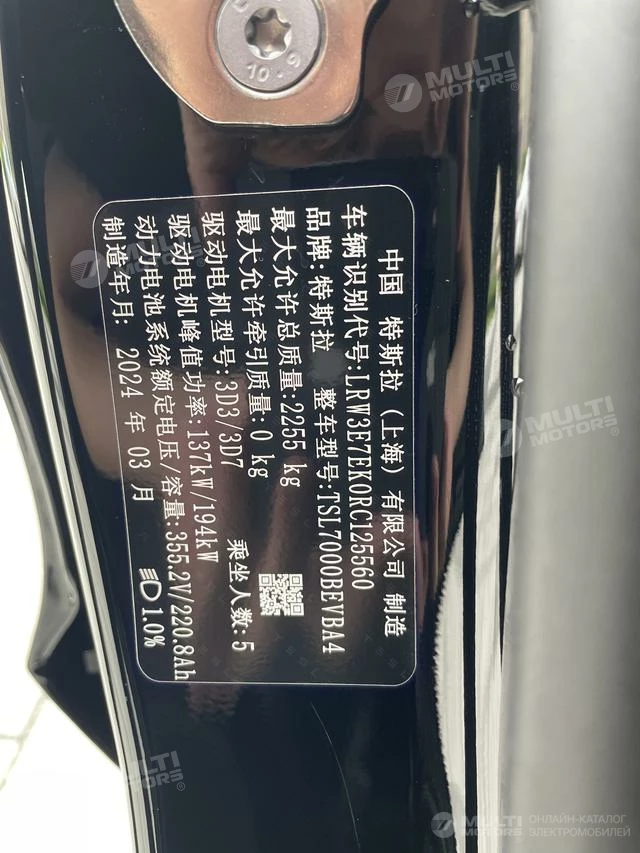 中国 特斯拉（上海）有限公司 制造
车辆识别代号:LRW3E7EK0RC125560
品牌:特斯拉 整车型号:TSL7000BEVBA4
最大允许总质量:2255 kg
最大允许牵引质量:0 kg
驱动电机型号:3D3/3D7 乘坐人数:5
驱动电机峰值功率:137kW/194kW
动力电池系统额定电压/容量:355.2V/220.8Ah
制造年月: 2024 年 03 月 1.0%
10.9
MULTI
MOTORS
MULTI
MOTORS
MULTI
MOTORS
MULTI
MOTORS
MULTI
MOTORS
ОНЛАЙН-КАТАЛОГ
ЭЛЕКТРОМОБИЛЕЙ